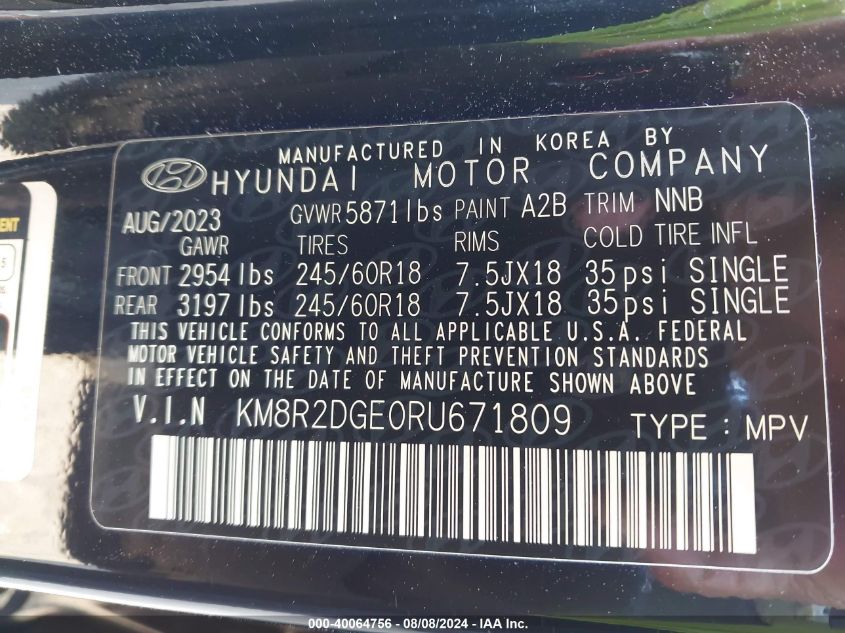 MANUFACTURED IN KOREA BY
HYUNDAI MOTOR COMPANY
AUG/2023 GVWR 5871 lbs PAINT A2B TRIM NNB
GAWR TIRES RIMS COLD TIRE INFL
FRONT 2954 lbs 245/60R18 7.5JX18 35psi SINGLE
REAR 3197 lbs 245/60R18 7.5JX18 35psi SINGLE
THIS VEHICLE CONFORMS TO ALL APPLICABLE U.S.A. FEDERAL
MOTOR VEHICLE SAFETY AND THEFT PREVENTION STANDARDS
IN EFFECT ON THE DATE OF MANUFACTURE SHOWN ABOVE
V.I.N KM8R2DGE0RU671809 TYPE : MPV
000-40064756 - 08/08/2024 - IAA Inc.